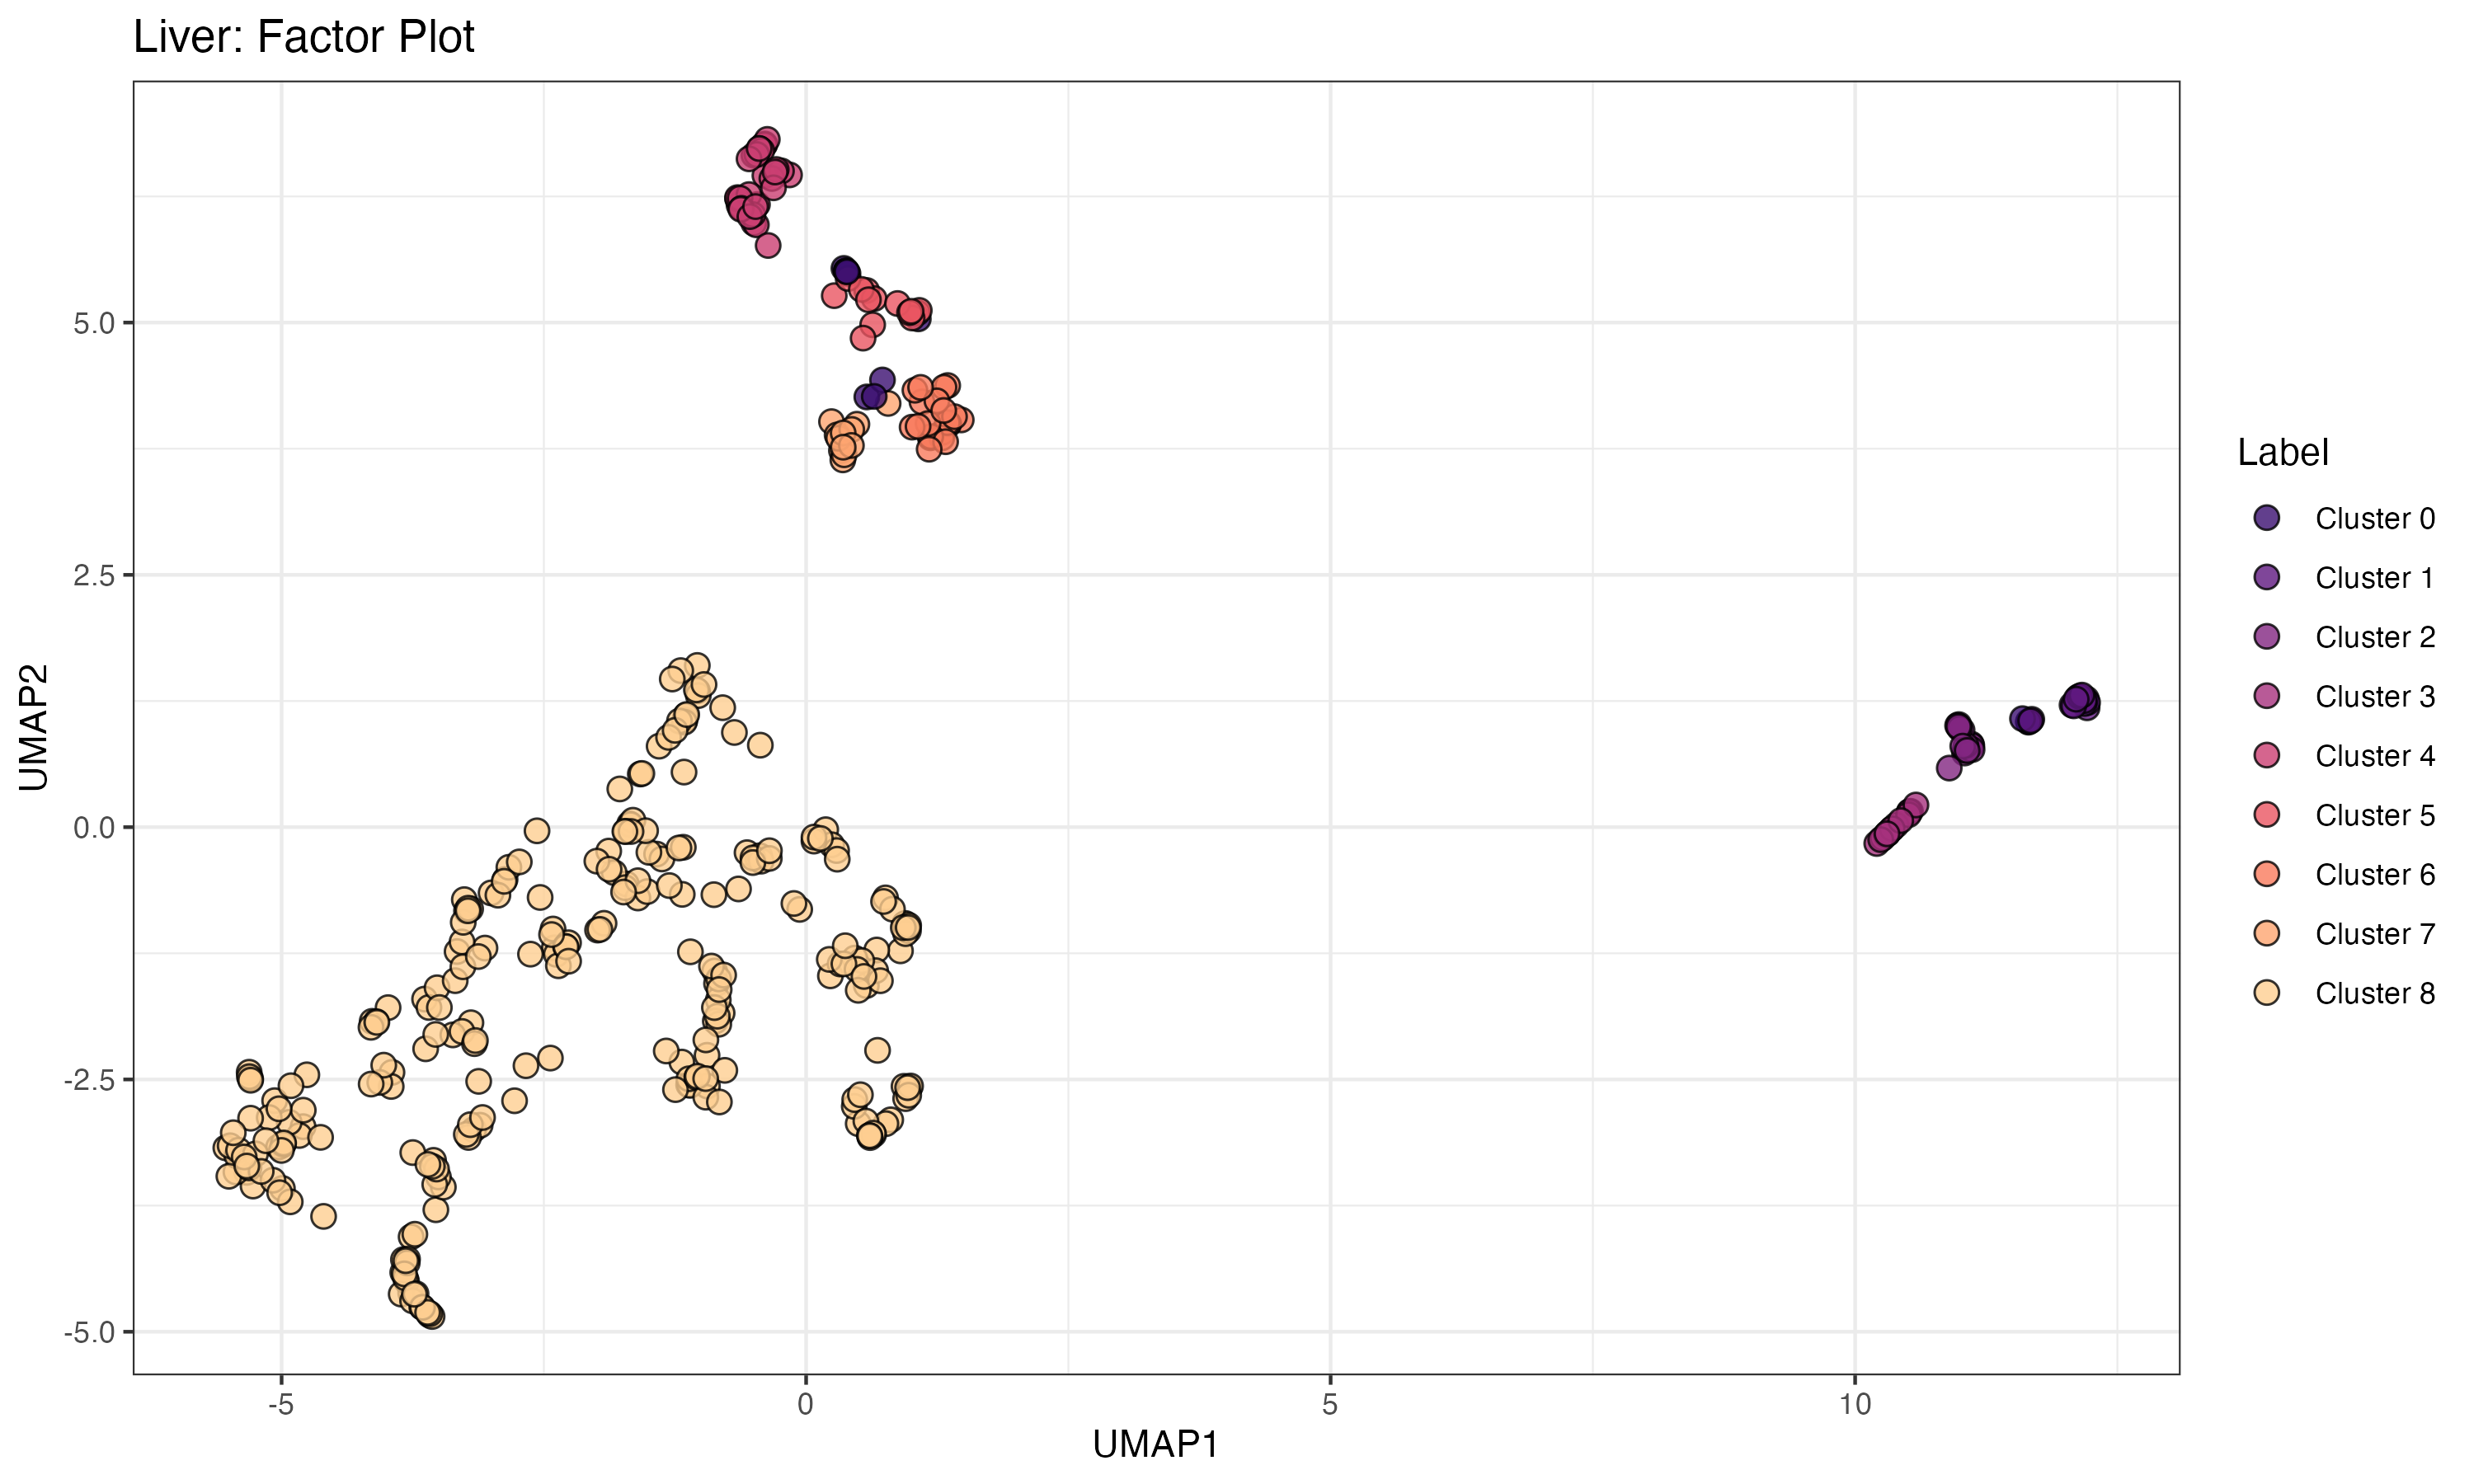 Liver: Factor Plot
UMAP2
5.0
2.5
0.0
-2.5
-5.0
-5
0
5
10
UMAP1
Label
Cluster 0
Cluster 1
Cluster 2
Cluster 3
Cluster 4
Cluster 5
Cluster 6
Cluster 7
Cluster 8